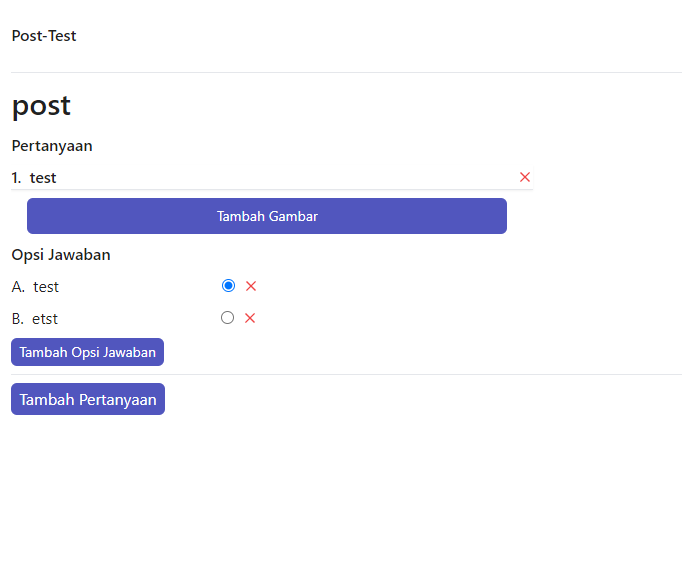 Post-Test
post
Pertanyaan
1. test
Tambah Gambar
Opsi Jawaban
A. test
B. etst
Tambah Opsi Jawaban
Tambah Pertanyaan